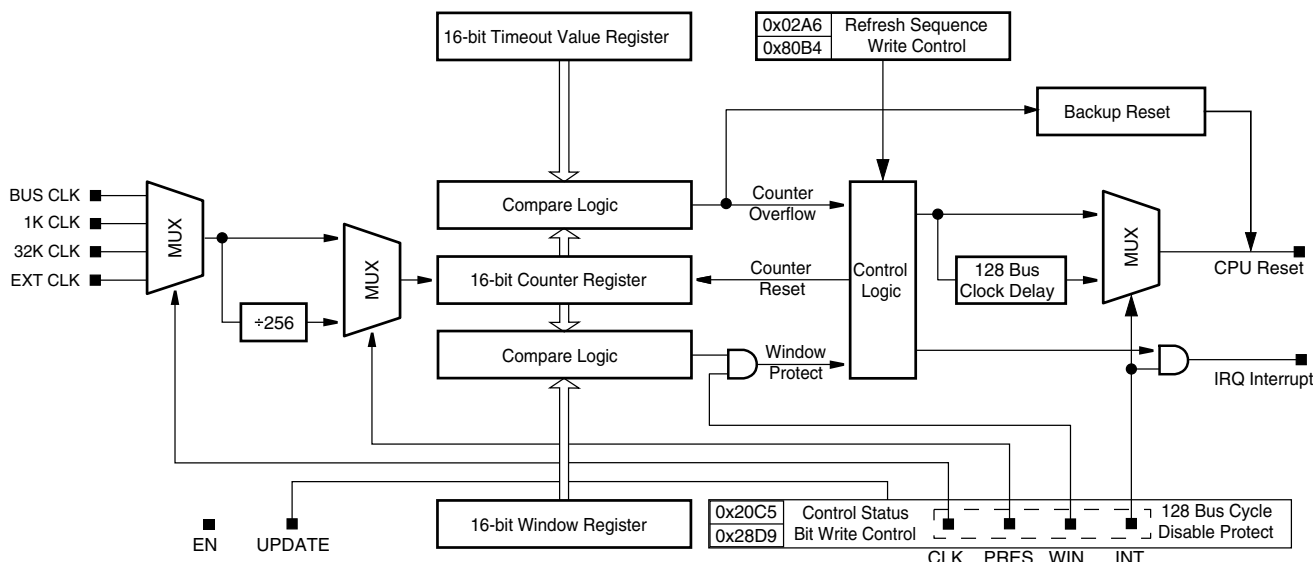 16-bit Timeout Value Register
0x02A6
0x80B4
Refresh Sequence
Write Control
Backup Reset
BUS CLK
1K CLK
32K CLK
EXT CLK
MUX
÷256
MUX
Compare Logic
16-bit Counter Register
Compare Logic
Counter
Overflow
Counter
Reset
Window
Protect
Control
Logic
128 Bus
Clock Delay
MUX
CPU Reset
IRQ Interrupt
EN
UPDATE
16-bit Window Register
0x20C5
0x28D9
Control Status
Bit Write Control
128 Bus Cycle
Disable Protect
CLK
PRES
WIN
INT